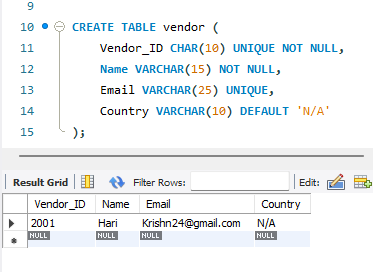 9
10 CREATE TABLE vendor (
11 Vendor_ID CHAR(10) UNIQUE NOT NULL,
12 Name VARCHAR(15) NOT NULL,
13 Email VARCHAR(25) UNIQUE,
14 Country VARCHAR(10) DEFAULT 'N/A'
15 );
Result Grid Filter Rows: Edit:
Vendor_ID Name Email Country
2001 Hari Krishn24@gmail.com N/A
NULL NULL NULL NULL